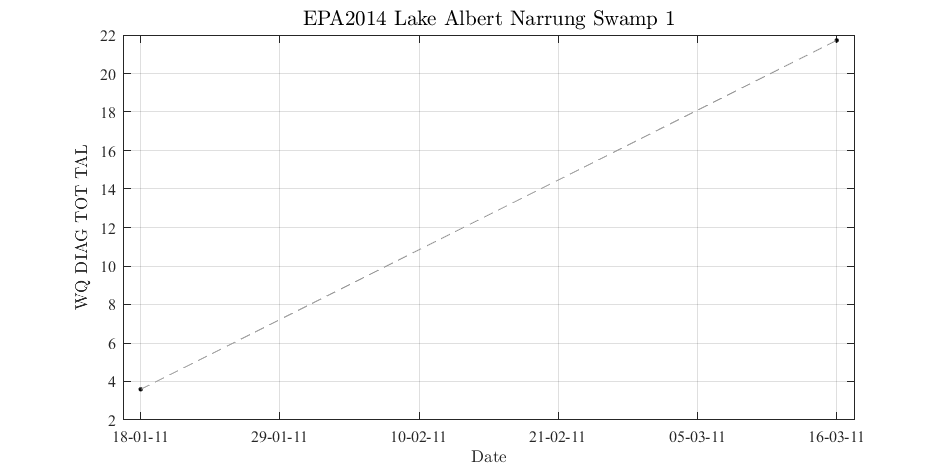 EPA2014 Lake Albert Narrung Swamp 1
WQ DIAG TOT TAL
22
20
18
16
14
12
10
8
6
4
2
18-01-11 29-01-11 10-02-11 21-02-11 05-03-11 16-03-11
Date